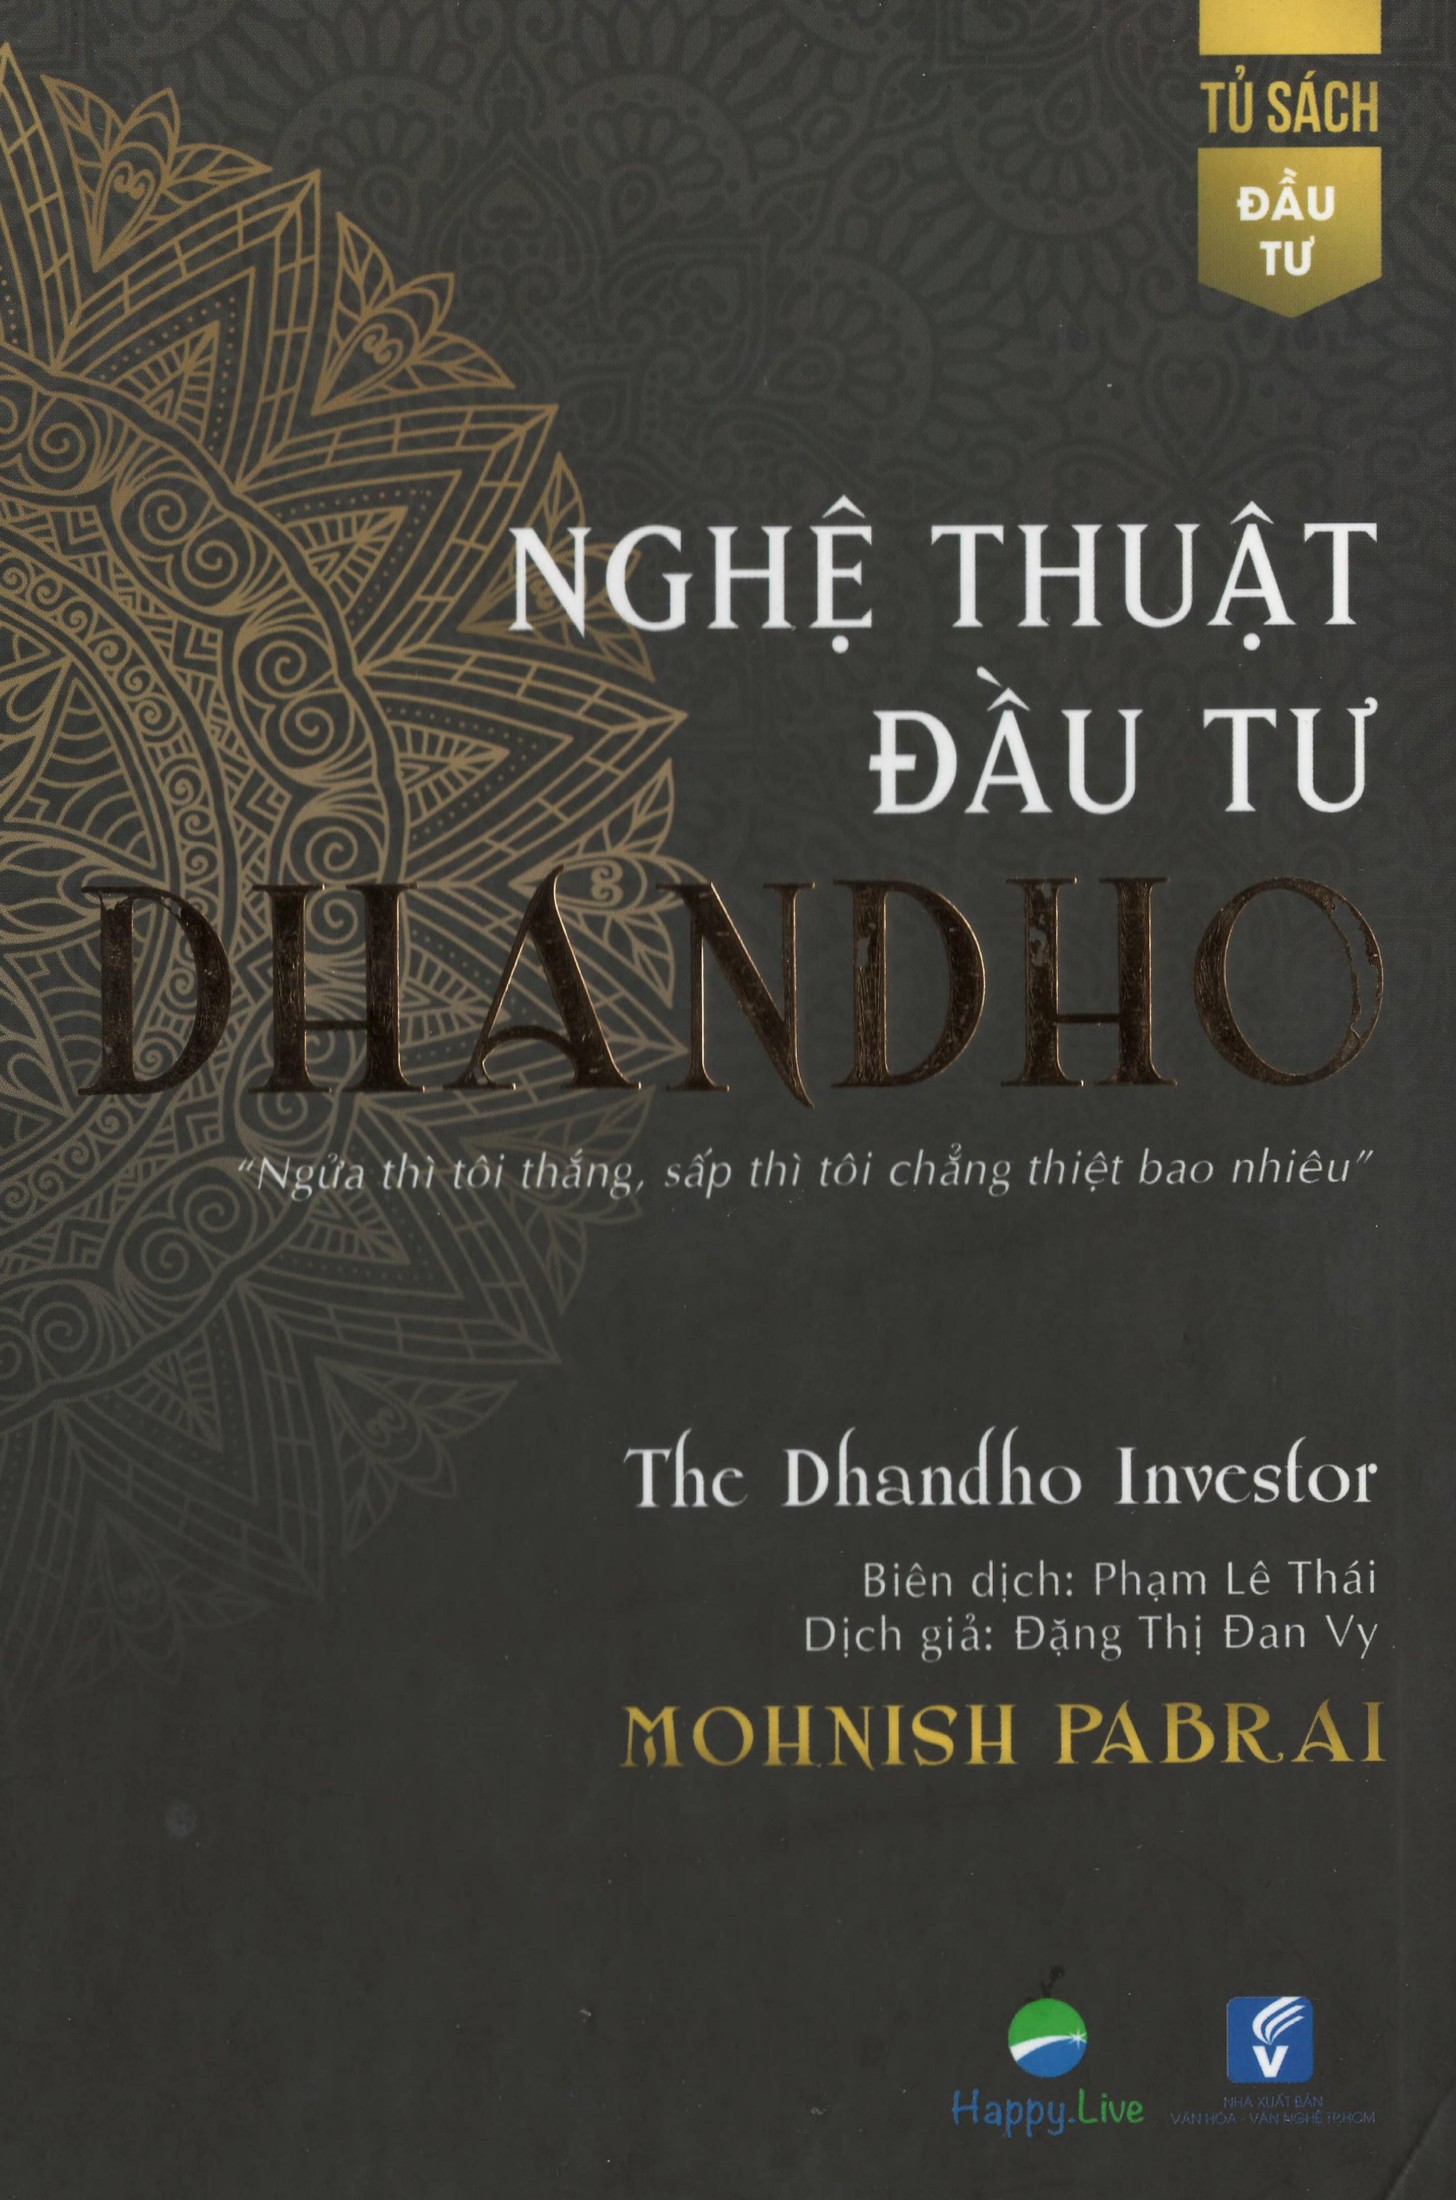 TỦ SÁCH
ĐẦU
TƯ
NGHỆ THUẬT
ĐẦU TƯ
DHANDHO
“Ngửa thì tôi thắng, sấp thì tôi chẳng thiệt bao nhiêu”
The Dhandho Investor
Biên dịch: Phạm Lê Thái
Dịch giả: Đặng Thị Đan Vy
MOHNISH PABRAI
Happy.Live
V
NHÀ XUẤT BẢN
VĂN HÓA - VĂN NGHỆ TP.HCM